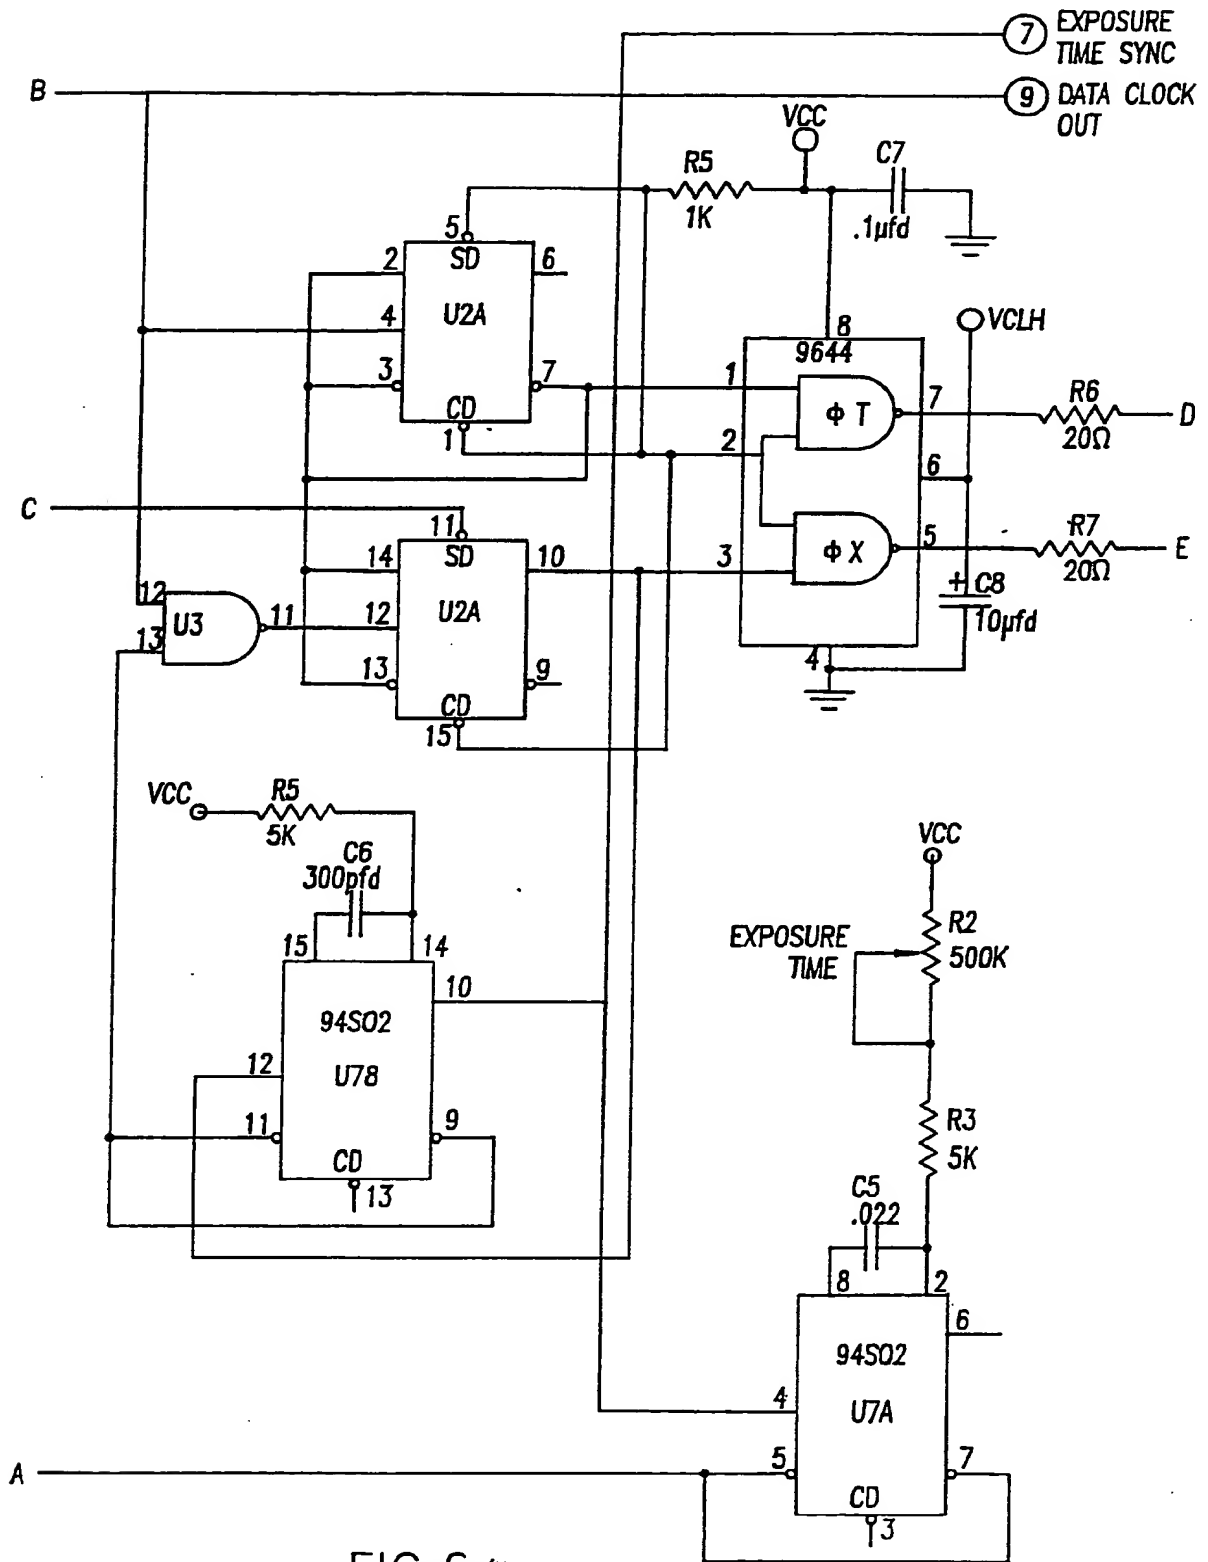 7 EXPOSURE
TIME SYNC
B
9 DATA CLOCK
OUT
VCC
C7
R5
1K
.1µfd
5
SD
2
6
U2A
4
3
7
CD
1
VCLH
8
9644
1
Φ T
7
R6
D
20Ω
2
6
C
11
SD
14
10
3
Φ X
5
R7
E
20Ω
12
U3
11
12
U2A
+ C8
10µfd
13
13
9
4
CD
15
VCC
R5
5K
C6
300pfd
15
14
10
94S02
12
U78
11
9
CD
13
VCC
R2
500K
EXPOSURE
TIME
R3
5K
C5
.022
8
2
6
94S02
4
U7A
A
5
7
CD
3